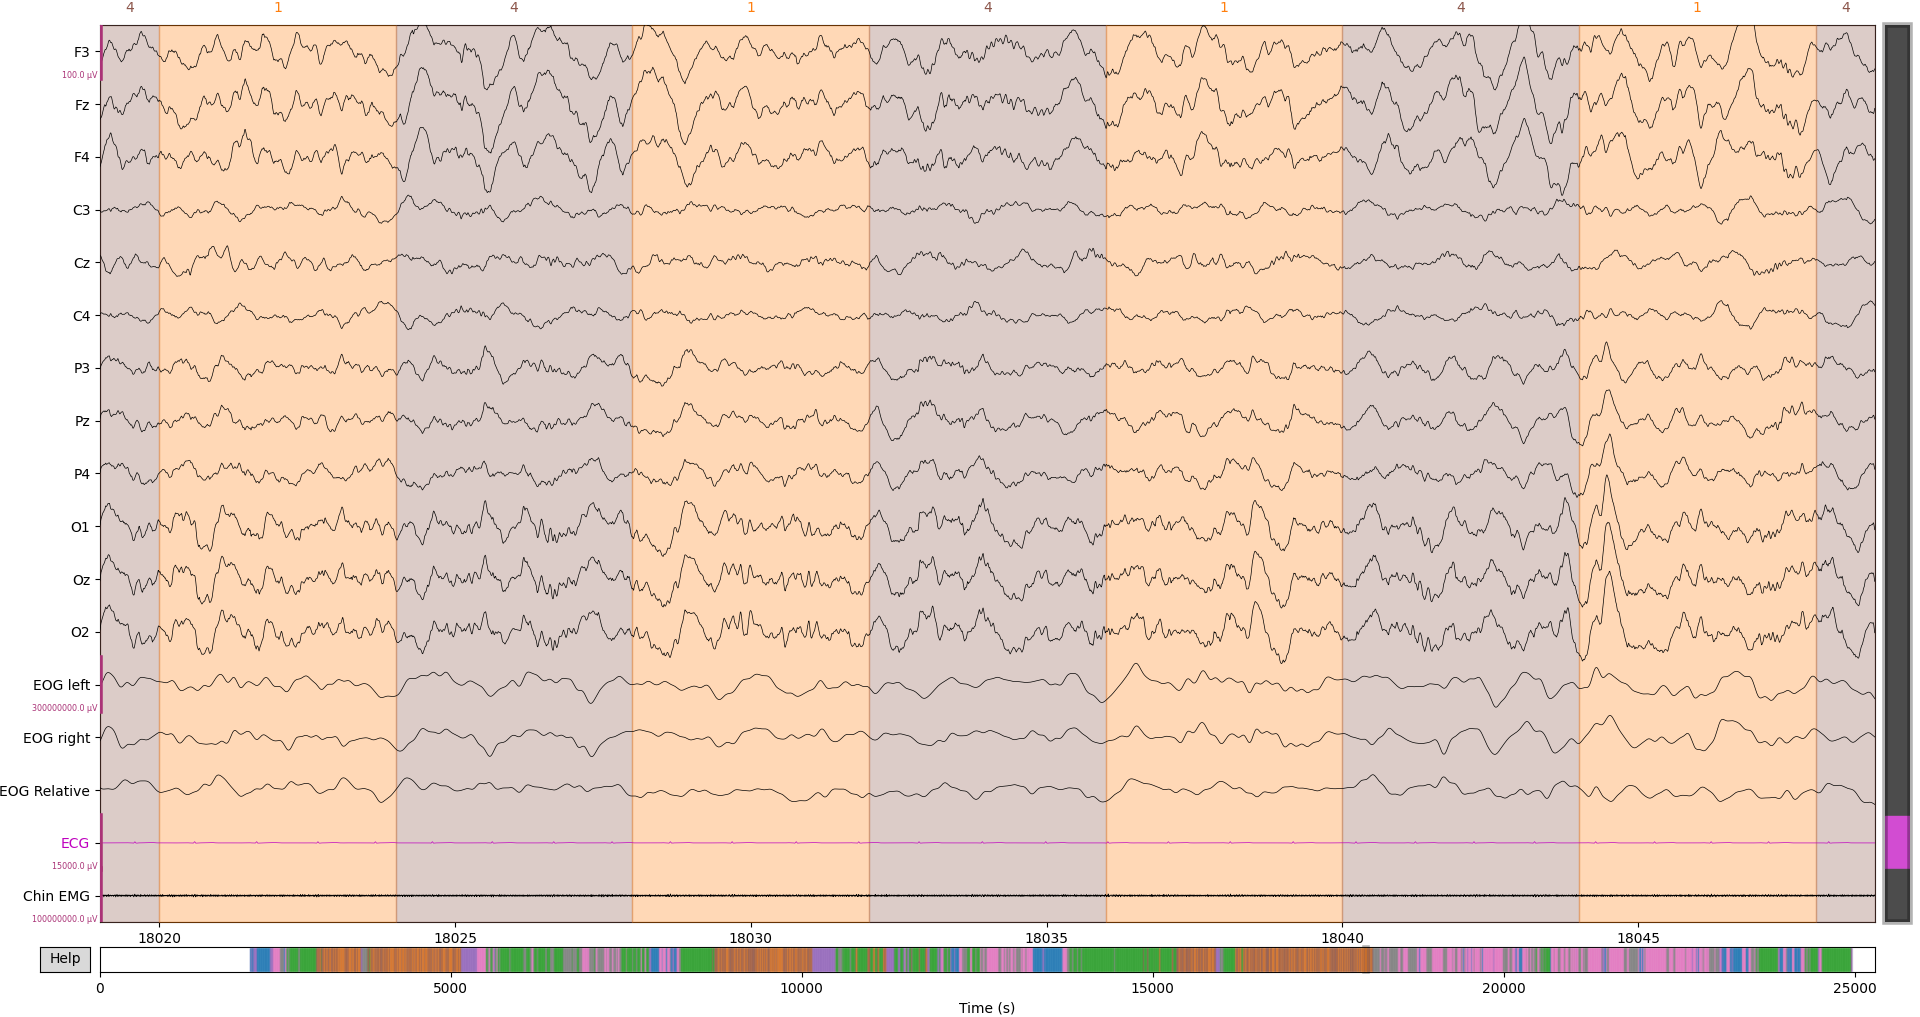 4 1 4 1 4 1 4 1 4
F3
100.0 µV
Fz
F4
C3
Cz
C4
P3
Pz
P4
O1
Oz
O2
EOG left
300000000.0 µV
EOG right
EOG Relative
ECG
15000.0 µV
Chin EMG
100000000.0 µV
18020 18025 18030 18035 18040 18045
Help
0 5000 10000 15000 20000 25000
Time (s)